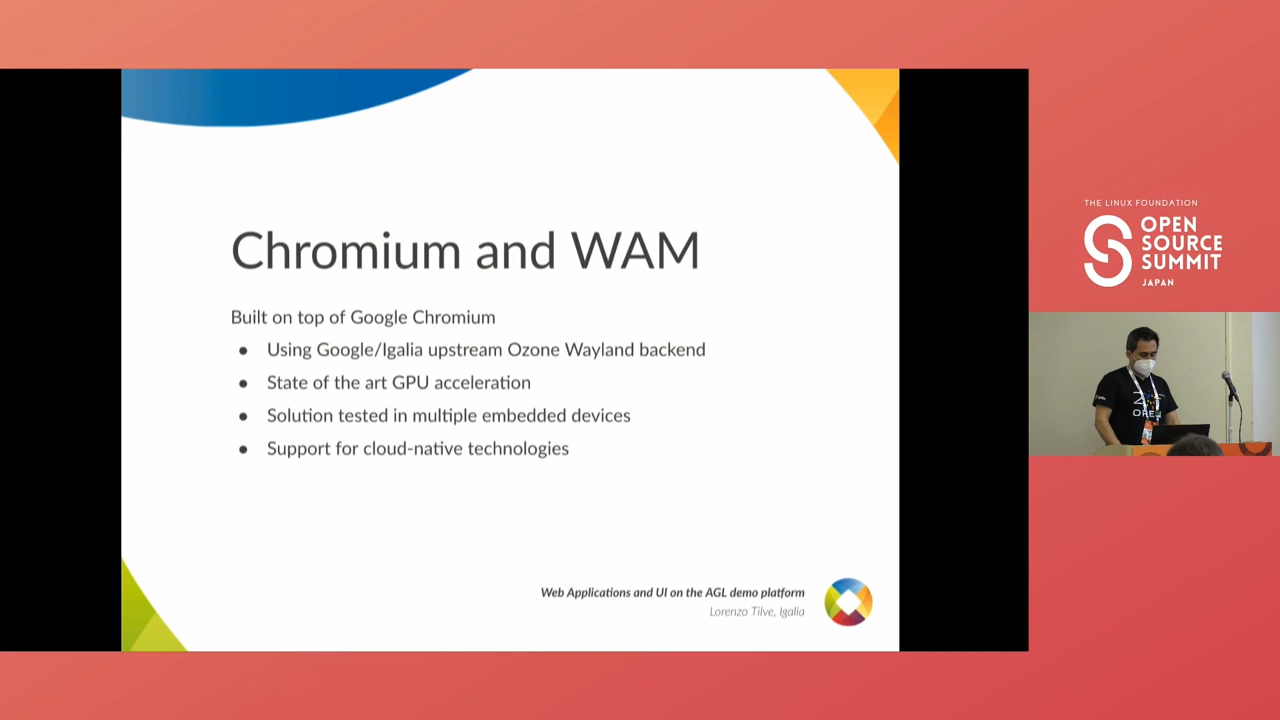 Chromium and WAM
Built on top of Google Chromium
● Using Google/Igalia upstream Ozone Wayland backend
● State of the art GPU acceleration
● Solution tested in multiple embedded devices
● Support for cloud-native technologies
Web Applications and UI on the AGL demo platform
Lorenzo Tilve, Igalia
THE LINUX FOUNDATION
OPEN
SOURCE
SUMMIT
JAPAN